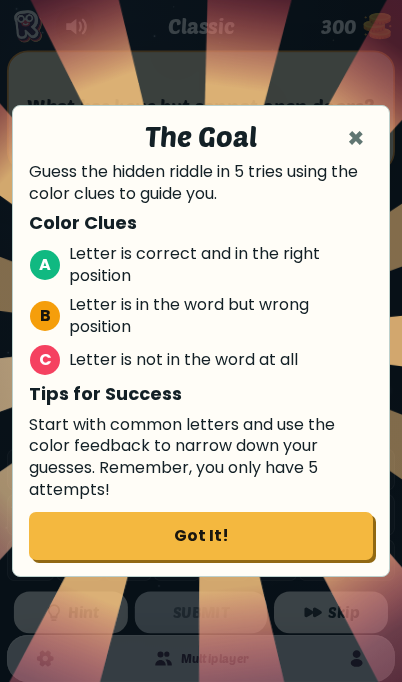 Classic
300
The Goal
Guess the hidden riddle in 5 tries using the
color clues to guide you.
Color Clues
A Letter is correct and in the right
position
B Letter is in the word but wrong
position
C Letter is not in the word at all
Tips for Success
Start with common letters and use the
color feedback to narrow down your
guesses. Remember, you only have 5
attempts!
Got It!
Hint SUBMIT Skip
Multiplayer